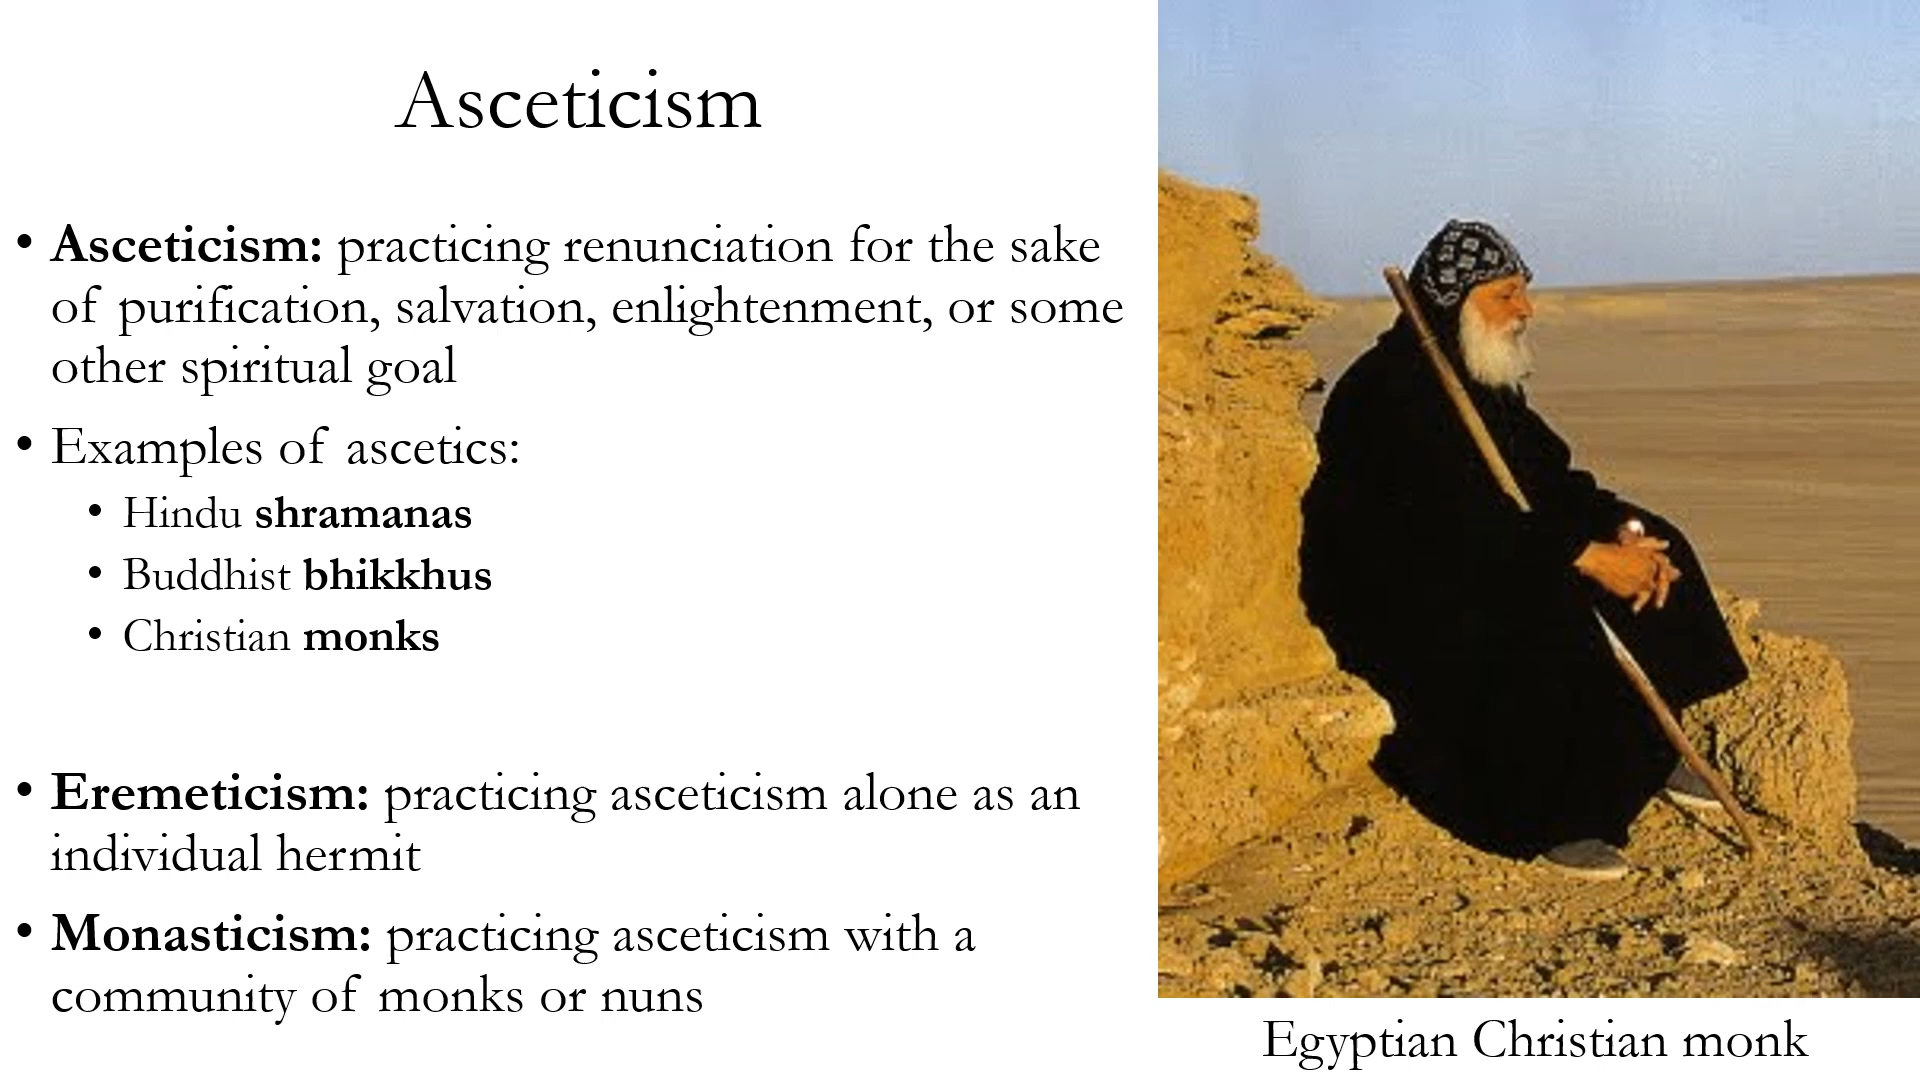 Asceticism
• Asceticism: practicing renunciation for the sake
of purification, salvation, enlightenment, or some
other spiritual goal
• Examples of ascetics:
• Hindu shramanas
• Buddhist bhikkhus
• Christian monks
• Eremeticism: practicing asceticism alone as an
individual hermit
• Monasticism: practicing asceticism with a
community of monks or nuns
Egyptian Christian monk